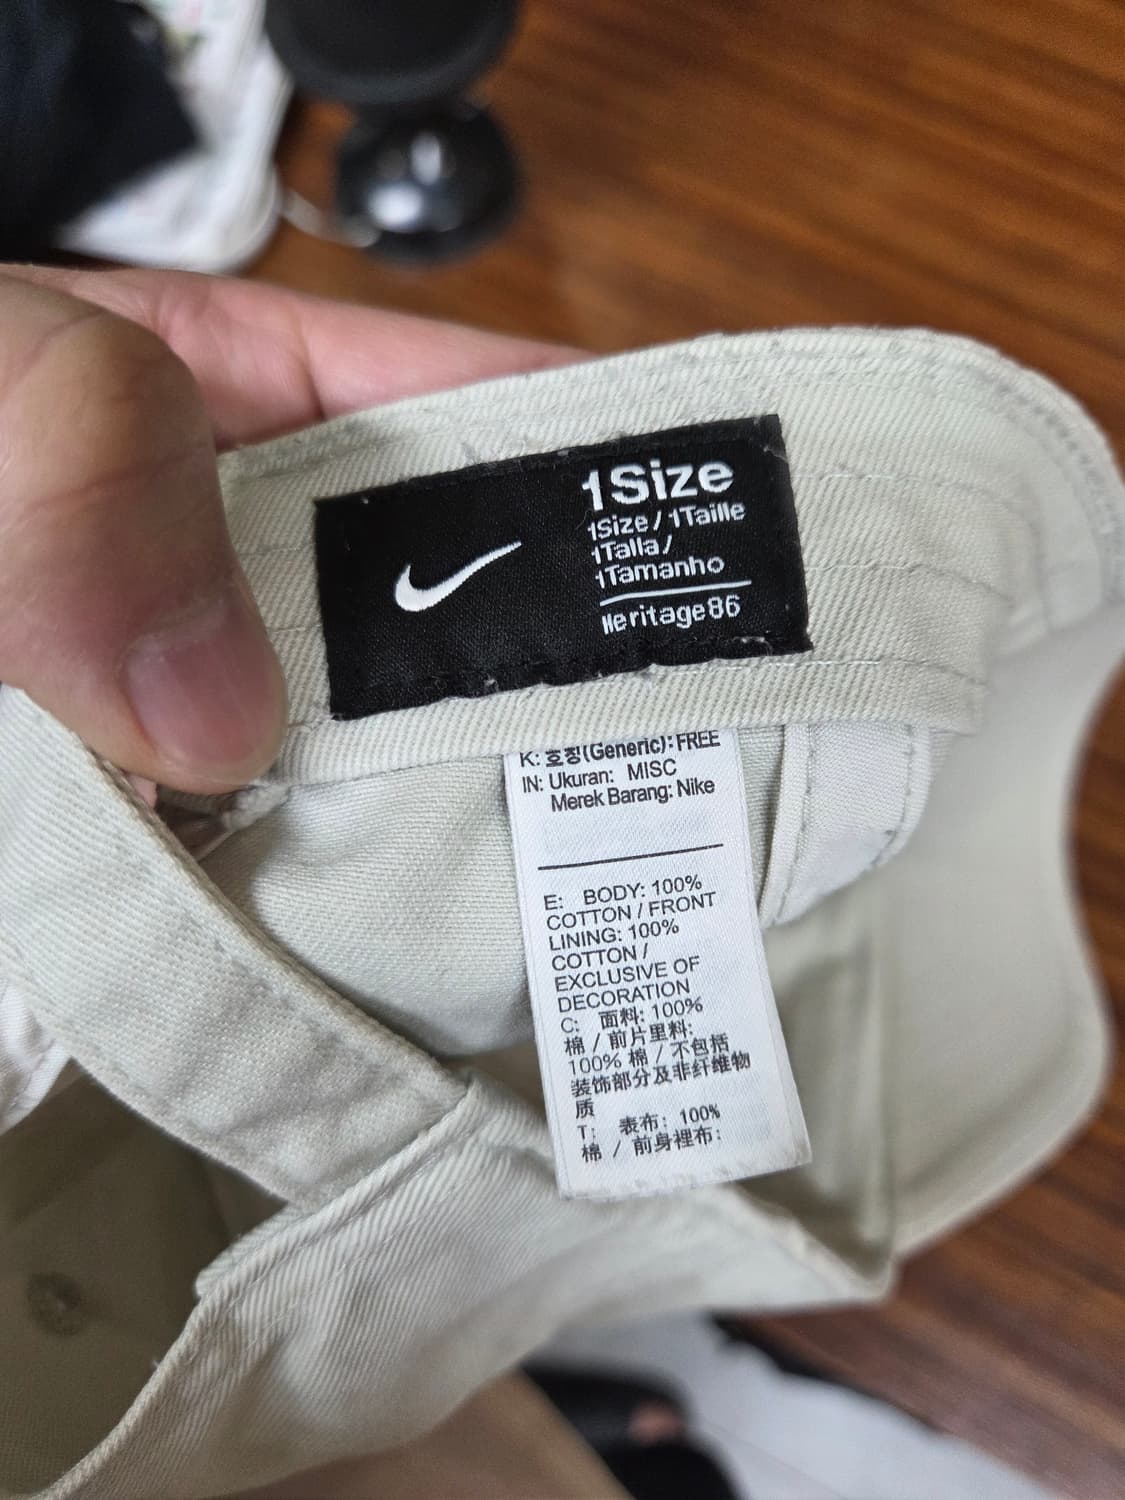 1Size
1Size / 1Taille
1Talla /
1Tamanho
Heritage86
K: 호칭(Generic): FREE
IN: Ukuran: MISC
Merek Barang: Nike
E: BODY: 100%
COTTON / FRONT
LINING: 100%
COTTON /
EXCLUSIVE OF
DECORATION
C: 面料: 100%
棉 / 前片里料:
100% 棉 / 不包括
装饰部分及非纤维物
质
T: 表布: 100%
棉 / 前身裡布: